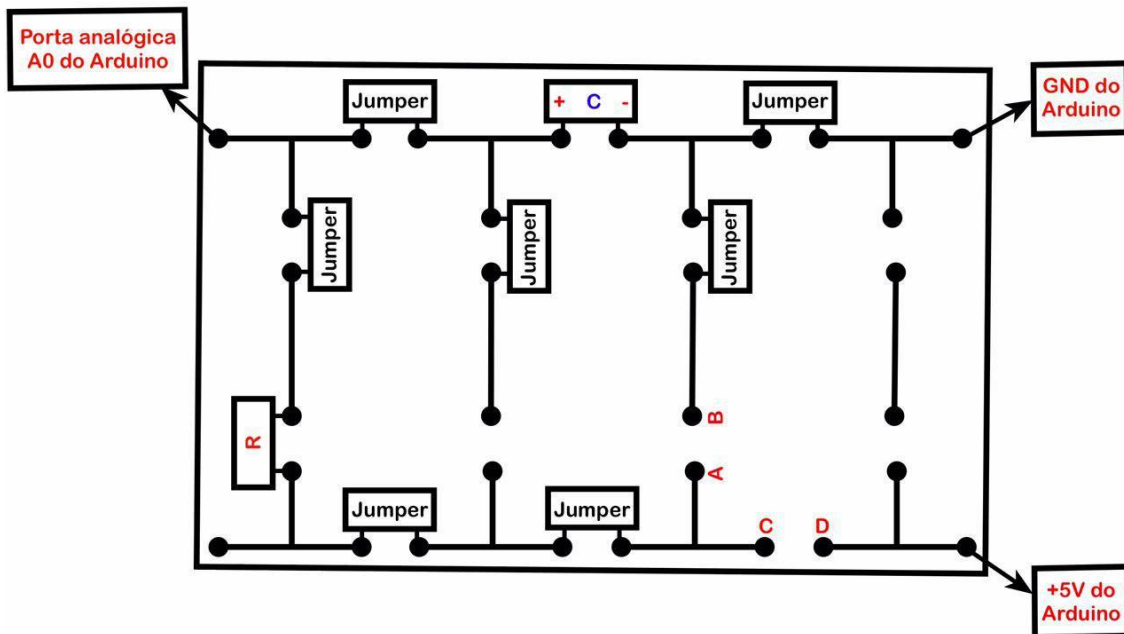 Porta analógica
A0 do Arduino
Jumper
+ C -
Jumper
GND do
Arduino
Jumper
Jumper
Jumper
R
B
A
Jumper
Jumper
C
D
+5V do
Arduino